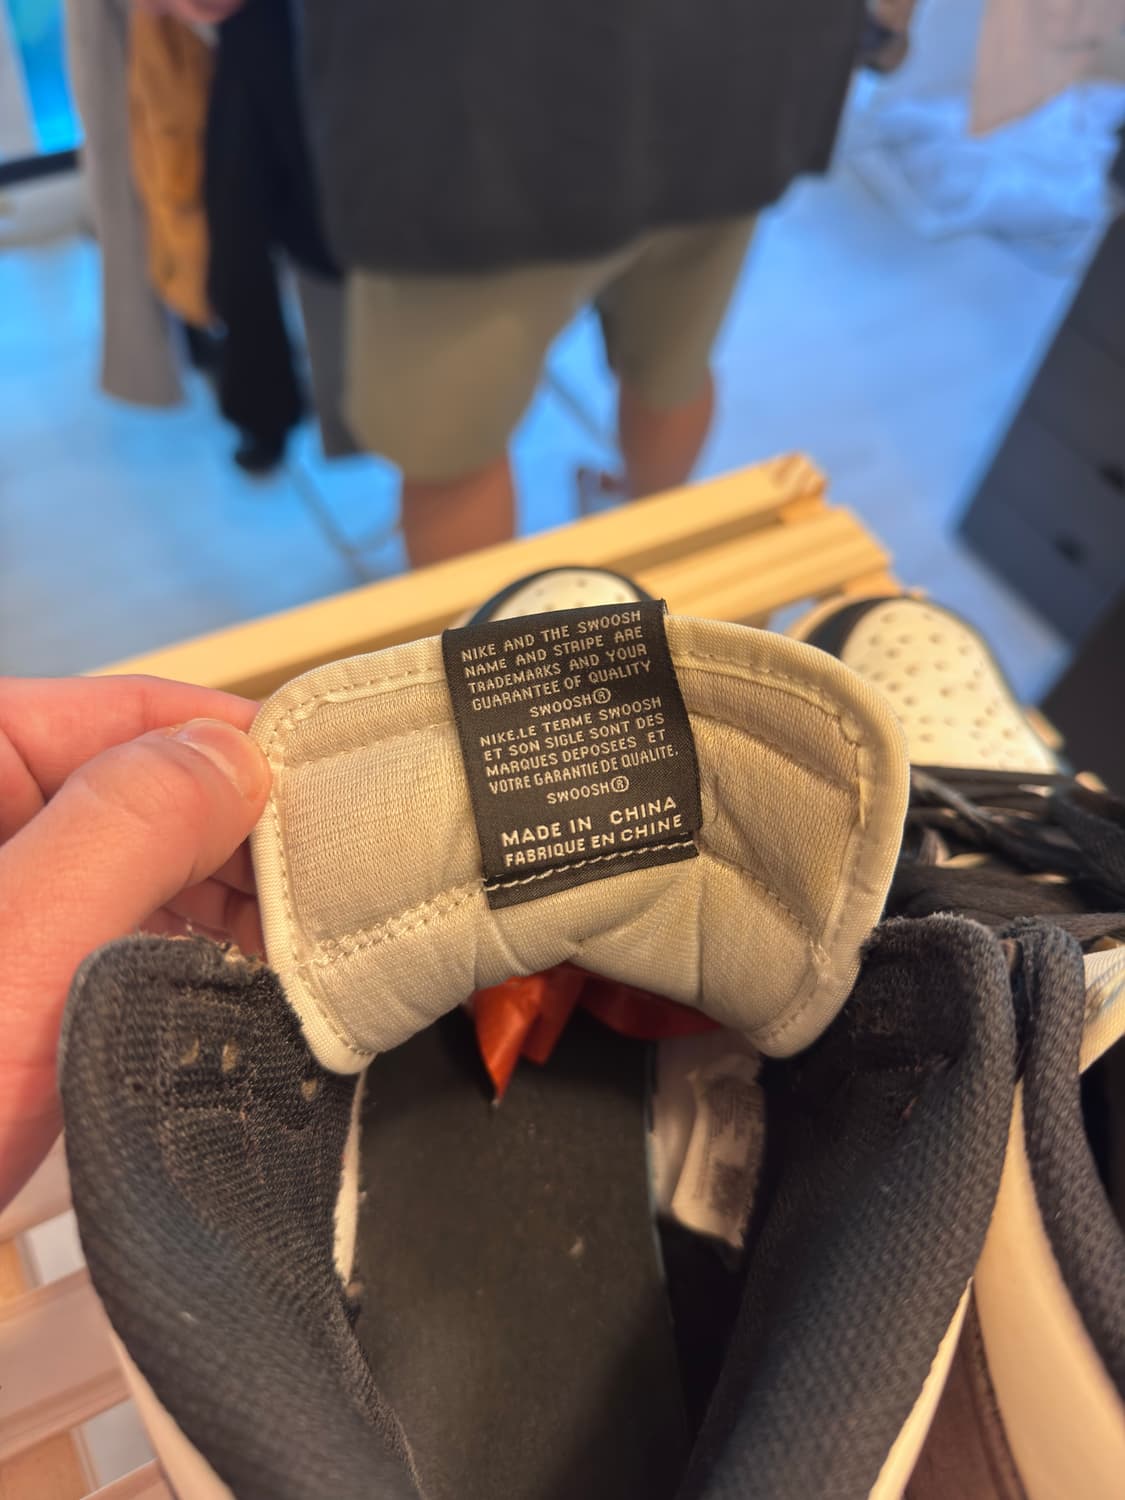 NIKE AND THE SWOOSH
NAME AND STRIPE ARE
TRADEMARKS AND YOUR
GUARANTEE OF QUALITY
SWOOSH®
NIKE.LE TERME SWOOSH
ET SON SIGLE SONT DES
MARQUES DEPOSEES ET
VOTRE GARANTIE DE QUALITE.
SWOOSH®
MADE IN CHINA
FABRIQUE EN CHINE